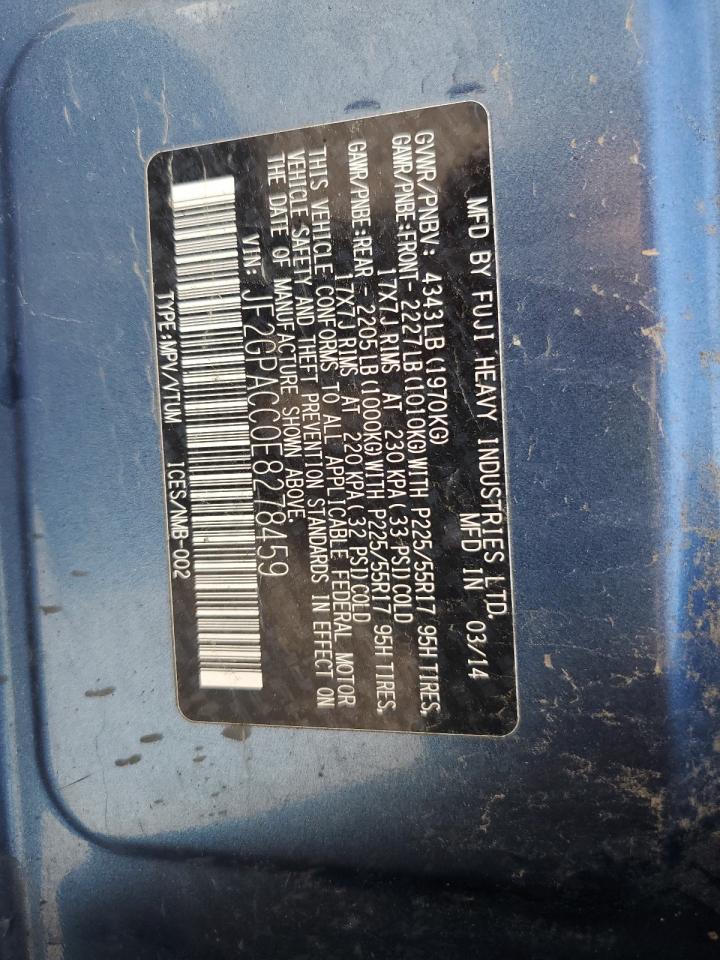 MFD BY FUJI HEAVY INDUSTRIES LTD.
MFD IN 03/14
GVWR/PNBV: 4343LB (1970KG)
GAWR/PNBE:FRONT- 2227LB (1010KG)WITH P225/55R17 95H TIRES,
17X7J RIMS AT 230 KPA(33 PSI) COLD
GAWR/PNBE:REAR - 2205LB (1000KG)WITH P225/55R17 95H TIRES,
17X7J RIMS AT 220 KPA(32 PSI) COLD
THIS VEHICLE CONFORMS TO ALL APPLICABLE FEDERAL MOTOR
VEHICLE SAFETY AND THEFT PREVENTION STANDARDS IN EFFECT ON
THE DATE OF MANUFACTURE SHOWN ABOVE.
VIN: JF2GPACC0E8278459
TYPE:MPV/VTUM ICES/NMB-002